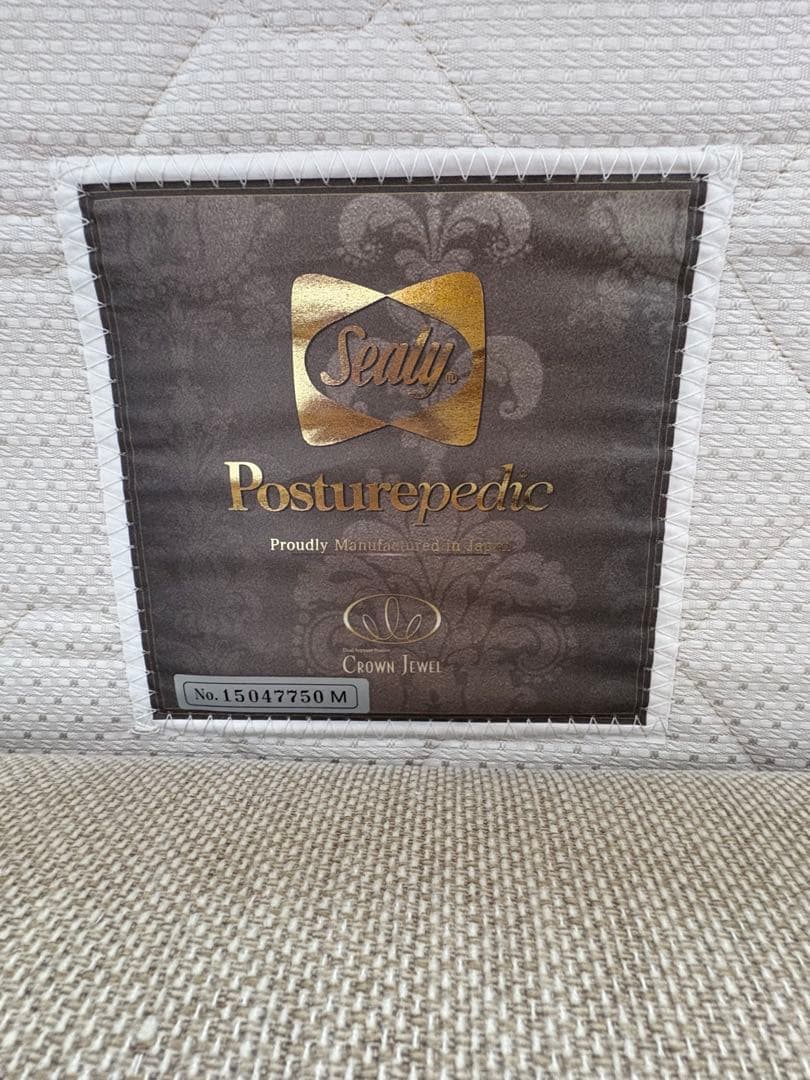 Sealy®
Posturepedic
Proudly Manufactured in Japan
CROWN JEWEL
No. 15047750 M